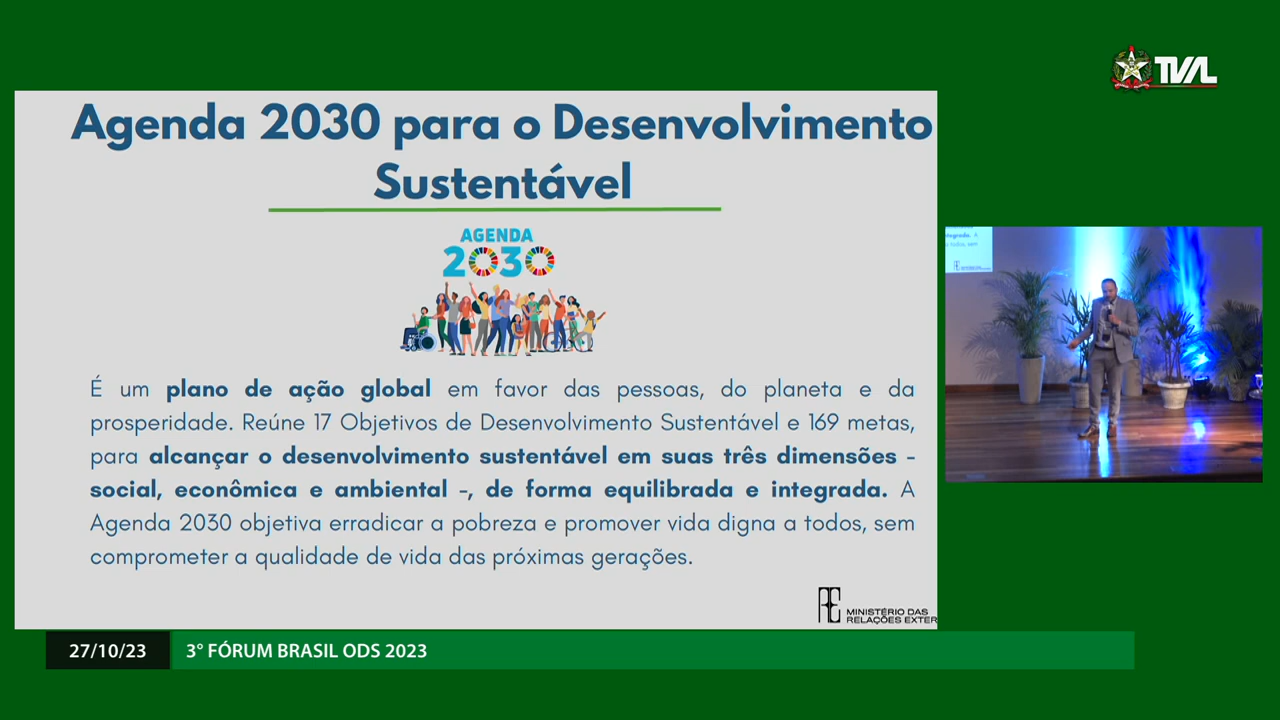 TVAL
Agenda 2030 para o Desenvolvimento
Sustentável
AGENDA
2030
É um plano de ação global em favor das pessoas, do planeta e da
prosperidade. Reúne 17 Objetivos de Desenvolvimento Sustentável e 169 metas,
para alcançar o desenvolvimento sustentável em suas três dimensões -
social, econômica e ambiental -, de forma equilibrada e integrada. A
Agenda 2030 objetiva erradicar a pobreza e promover vida digna a todos, sem
comprometer a qualidade de vida das próximas gerações.
MINISTÉRIO DAS
RELAÇÕES EXTER
ntegrada. A
todos, sem
27/10/23
3° FÓRUM BRASIL ODS 2023